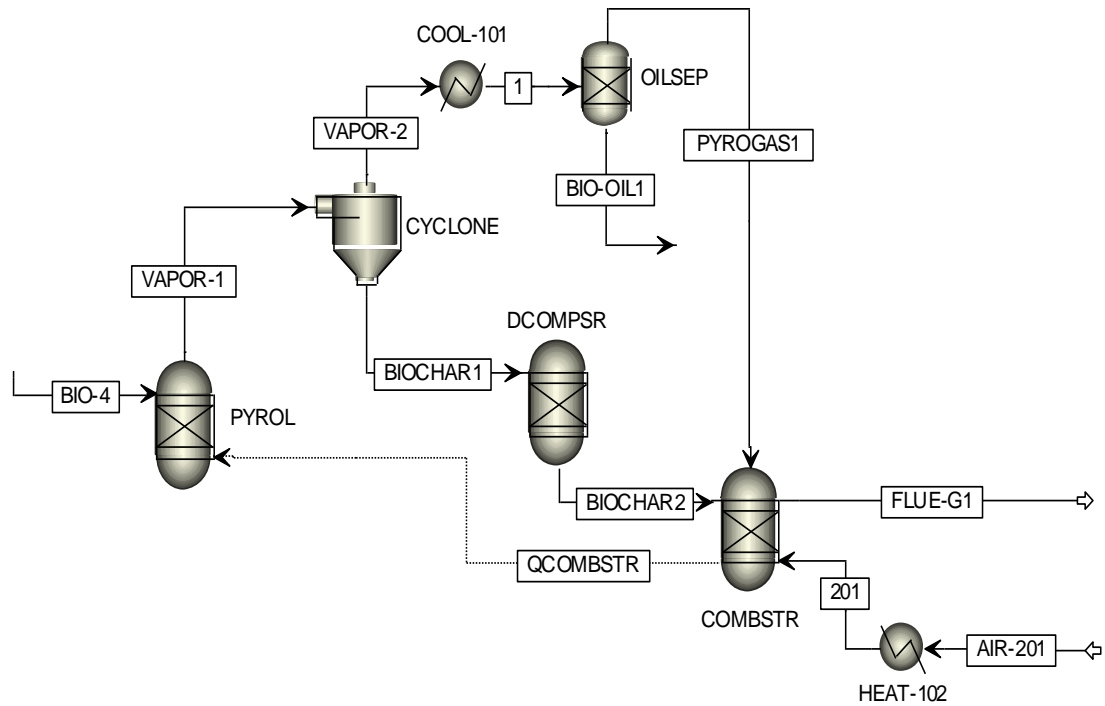 COOL-101
OILSEP
1
VAPOR-2
PYROGAS1
BIO-OIL1
CYCLONE
VAPOR-1
DCOMPSR
BIOCHAR1
BIO-4
PYROL
BIOCHAR2
FLUE-G1
QCOMBSTR
201
COMBSTR
AIR-201
HEAT-102